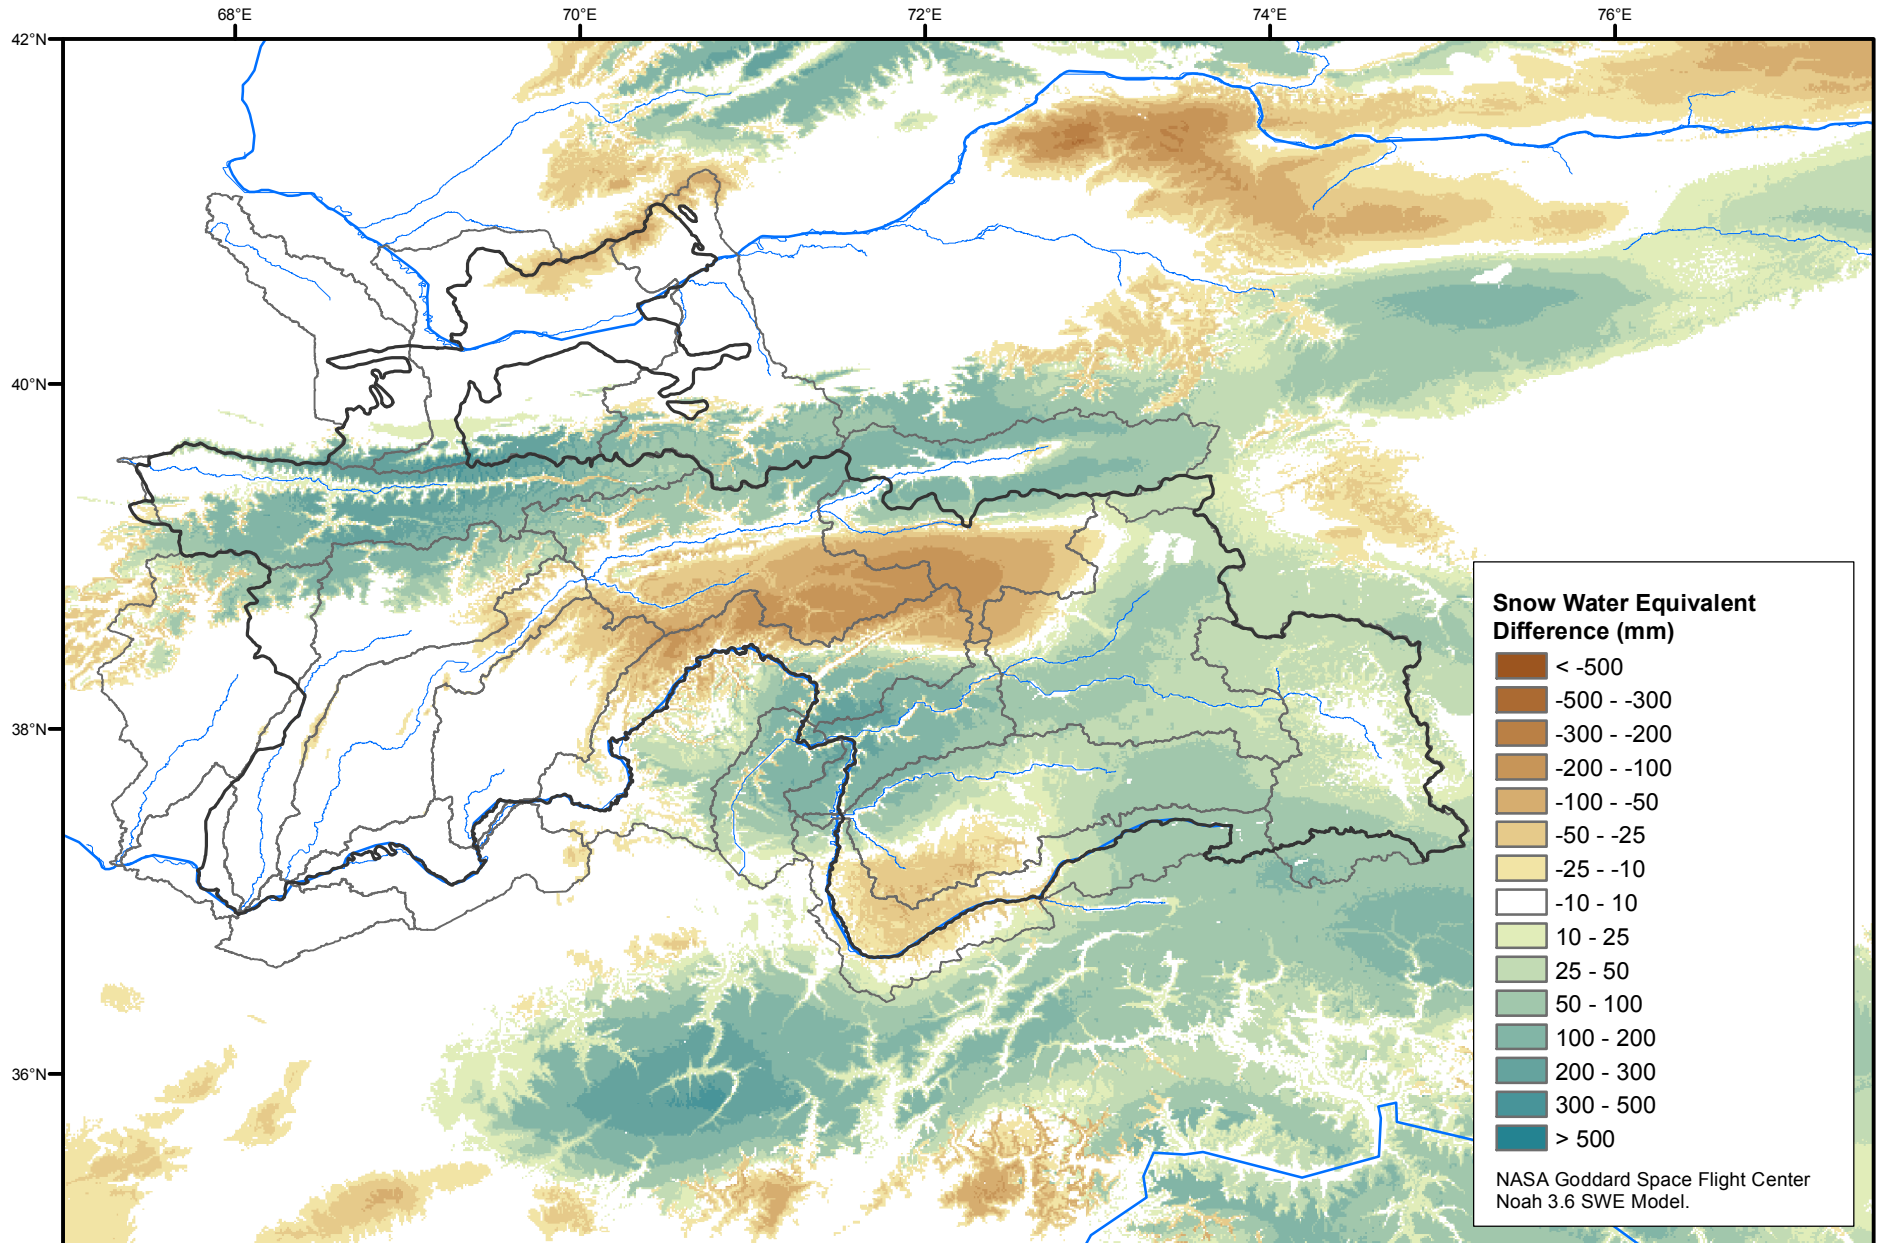 68°E 70°E 72°E 74°E 76°E
42°N
40°N
38°N
36°N
Snow Water Equivalent
Difference (mm)
< -500
-500 - -300
-300 - -200
-200 - -100
-100 - -50
-50 - -25
-25 - -10
-10 - 10
10 - 25
25 - 50
50 - 100
100 - 200
200 - 300
300 - 500
> 500
NASA Goddard Space Flight Center
Noah 3.6 SWE Model.